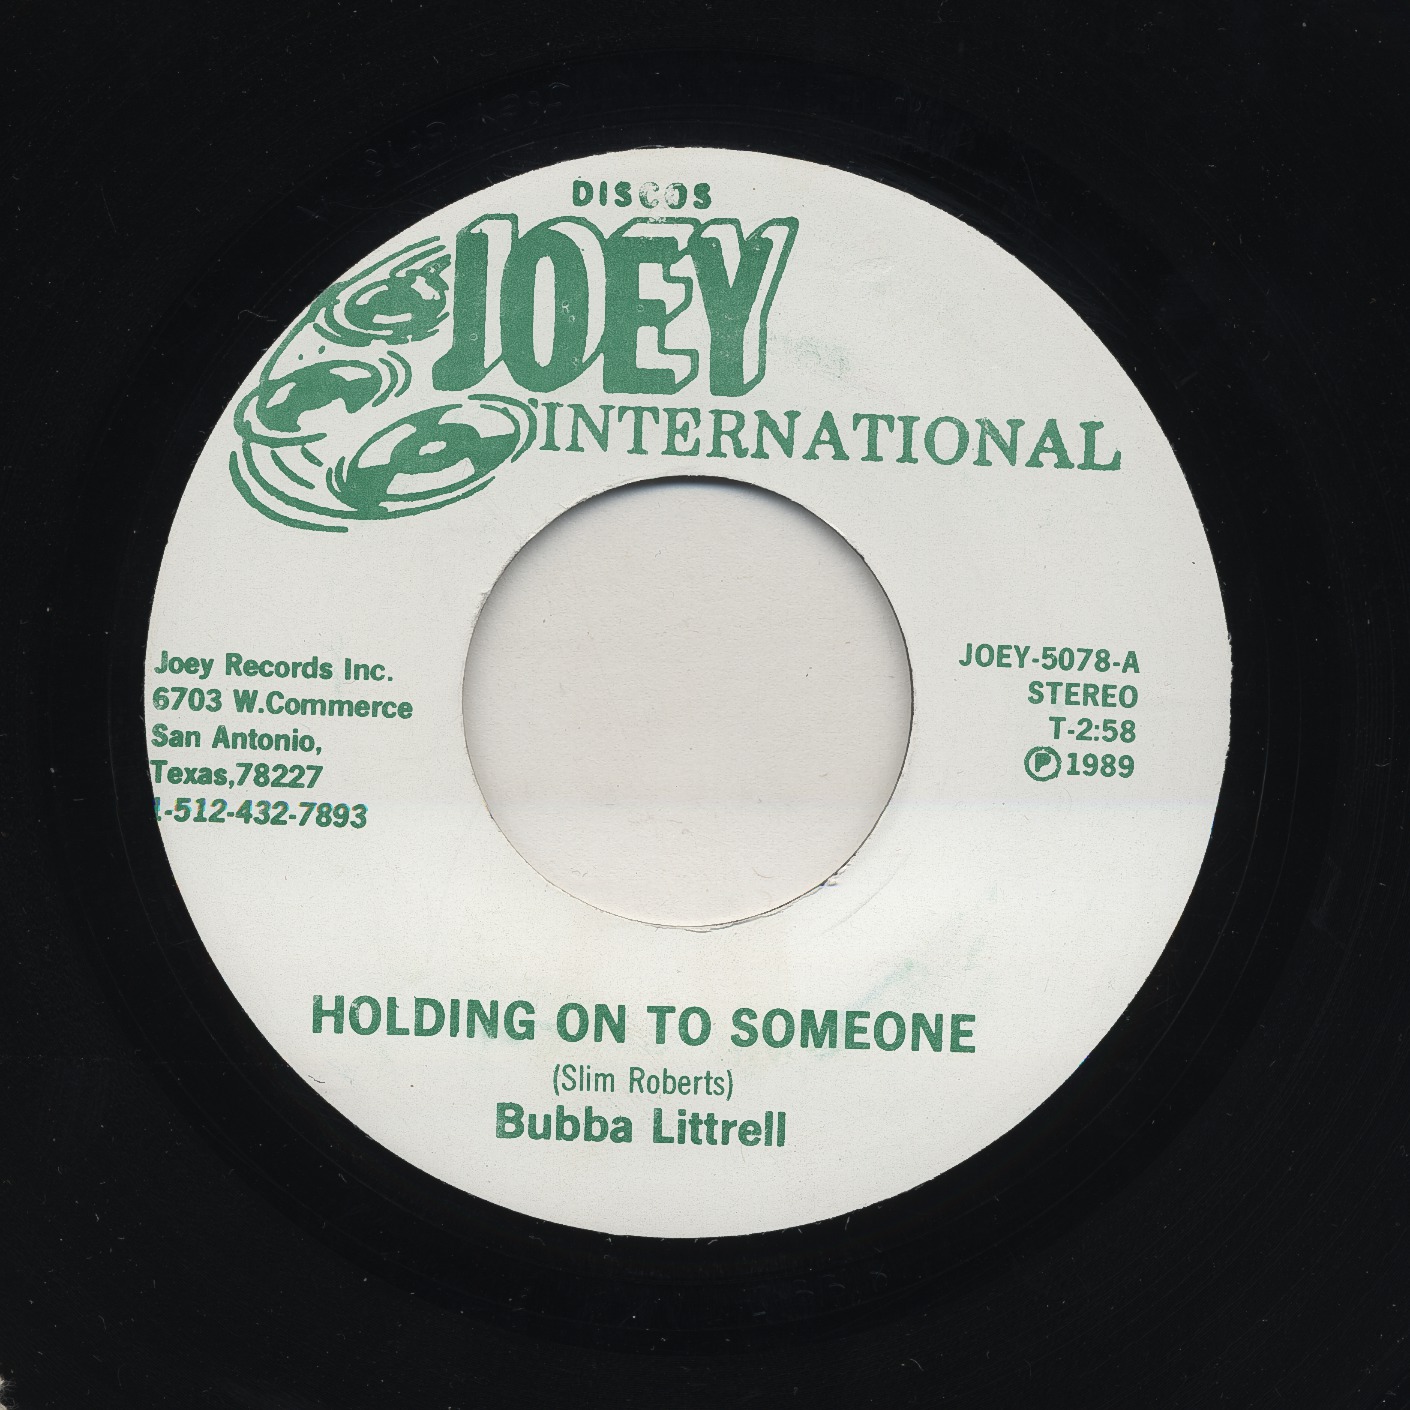 DISCOS
JOEY
INTERNATIONAL
Joey Records Inc.
6703 W.Commerce
San Antonio,
Texas,78227
1-512-432-7893
JOEY-5078-A
STEREO
T-2:58
Ⓟ1989
HOLDING ON TO SOMEONE
(Slim Roberts)
Bubba Littrell